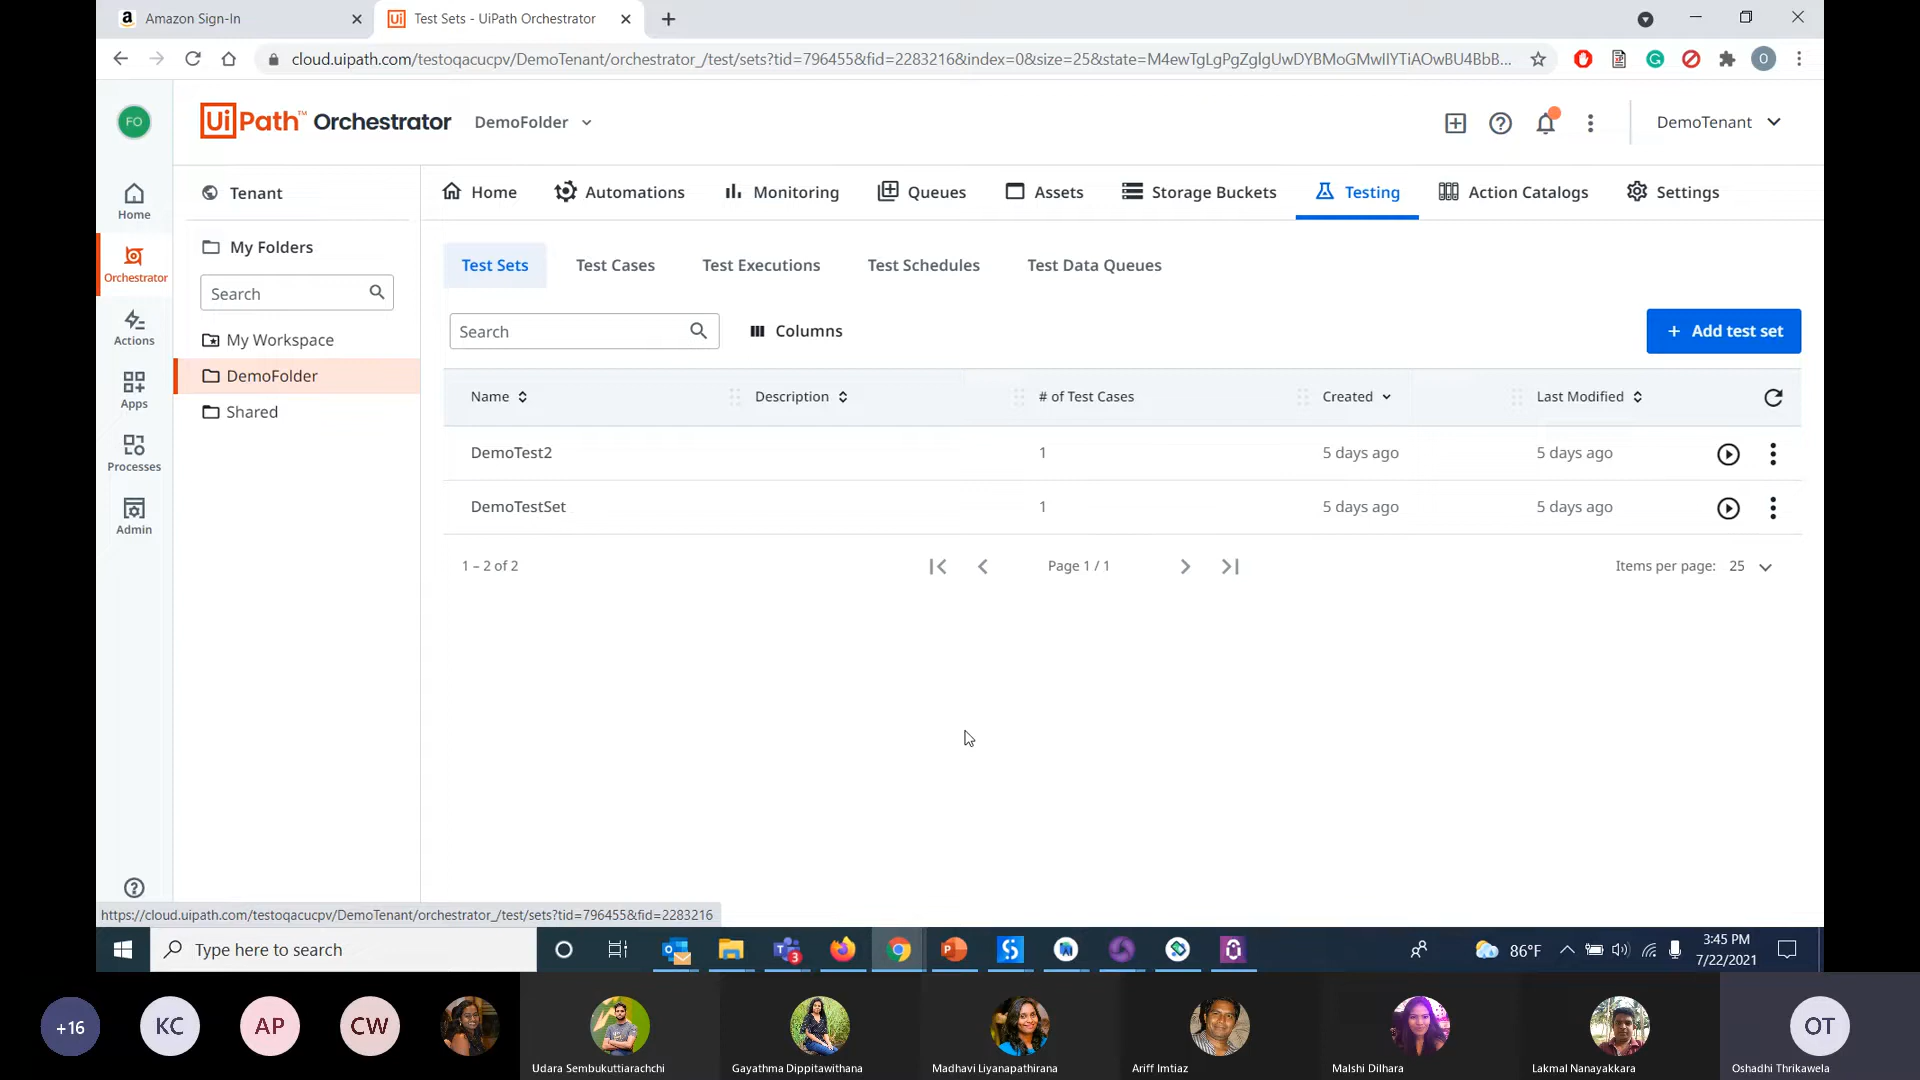 Amazon Sign-In
Test Sets - UiPath Orchestrator
cloud.uipath.com/testoqacucpv/DemoTenant/orchestrator_/test/sets?tid=796455&fid=2283216&index=0&size=25&state=
O
FO
UiPath™ Orchestrator
DemoFolder
DemoTenant
Home
Orchestrator
Actions
Apps
Processes
Admin
Tenant
My Folders
Search
My Workspace
DemoFolder
Shared
Home
Automations
Monitoring
Queues
Assets
Storage Buckets
Testing
Action Catalogs
Settings
Test Sets
Test Cases
Test Executions
Test Schedules
Test Data Queues
Search
Columns
+ Add test set
Name
Description
# of Test Cases
Created
Last Modified
DemoTest2 1 5 days ago 5 days ago
DemoTestSet 1 5 days ago 5 days ago
1 – 2 of 2
Page 1 / 1
Items per page: 25
https://cloud.uipath.com/testoqacucpv/DemoTenant/orchestrator_/test/sets?tid=796455&fid=2283216
Type here to search
3
86°F
3:45 PM
7/22/2021
+16
KC
AP
CW
Udara Sembukuttiarachchi
Gayathma Dippitawithana
Madhavi Liyanapathirana
Ariff Imtiaz
Malshi Dilhara
Lakmal Nanayakkara
OT
Oshadhi Thrikawela